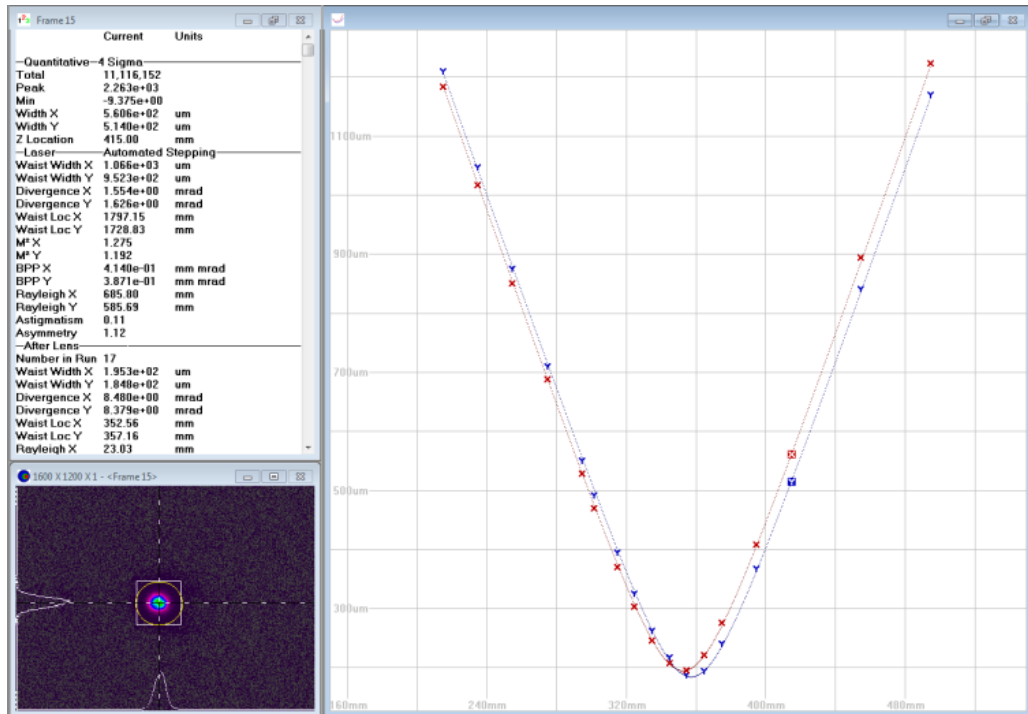 Frame 15
Current Units
Quantitative-4 Sigma
Total 11,116,152
Peak 2.263e+03
Min -9.375e+00
Width X 5.606e+02 um
Width Y 5.140e+02 um
Z Location 415.00 mm
Laser Automated Stepping
Waist Width X 1.066e+03 um
Waist Width Y 9.523e+02 um
Divergence X 1.554e+00 mrad
Divergence Y 1.626e+00 mrad
Waist Loc X 1797.15 mm
Waist Loc Y 1728.83 mm
M² X 1.275
M² Y 1.192
BPP X 4.140e-01 mm mrad
BPP Y 3.871e-01 mm mrad
Rayleigh X 685.80 mm
Rayleigh Y 585.69 mm
Astigmatism 0.11
Asymmetry 1.12
After Lens
Number in Run 17
Waist Width X 1.953e+02 um
Waist Width Y 1.848e+02 um
Divergence X 8.480e+00 mrad
Divergence Y 8.379e+00 mrad
Waist Loc X 352.56 mm
Waist Loc Y 357.16 mm
Rayleigh X 23.03 mm
1600 X 1200 X 1 - <Frame 15>
1100um
900um
700um
500um
300um
160mm 240mm 320mm 400mm 480mm